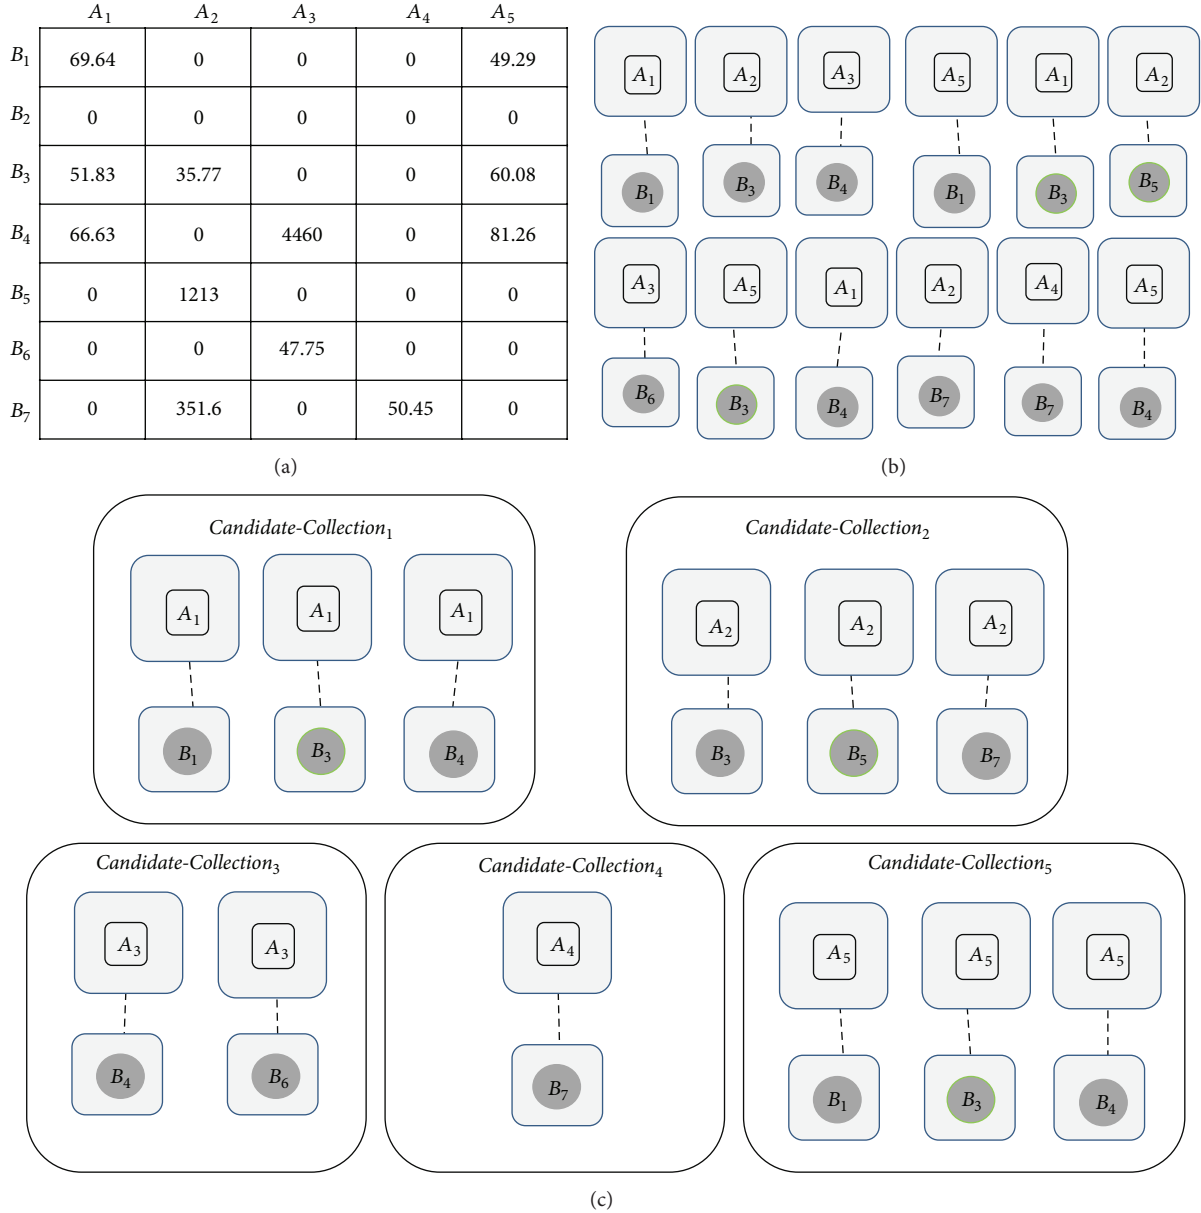 A1 A2 A3 A4 A5
B1 69.64 0 0 0 49.29
B2 0 0 0 0 0
B3 51.83 35.77 0 0 60.08
B4 66.63 0 4460 0 81.26
B5 0 1213 0 0 0
B6 0 0 47.75 0 0
B7 0 351.6 0 50.45 0
(a)
A1 A2 A3 A5 A1 A2
B1 B3 B4 B1 B3 B5
A3 A5 A1 A2 A4 A5
B6 B3 B4 B7 B7 B4
(b)
Candidate-Collection1
A1 A1 A1
B1 B3 B4
Candidate-Collection2
A2 A2 A2
B3 B5 B7
Candidate-Collection3
A3 A3
B4 B6
Candidate-Collection4
A4
B7
Candidate-Collection5
A5 A5 A5
B1 B3 B4
(c)